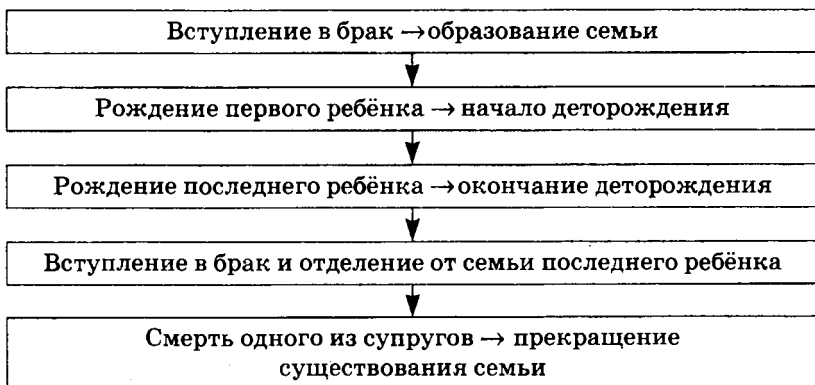 Вступление в брак →образование семьи
Рождение первого ребёнка → начало деторождения
Рождение последнего ребёнка →окончание деторождения
Вступление в брак и отделение от семьи последнего ребёнка
Смерть одного из супругов → прекращение
существования семьи